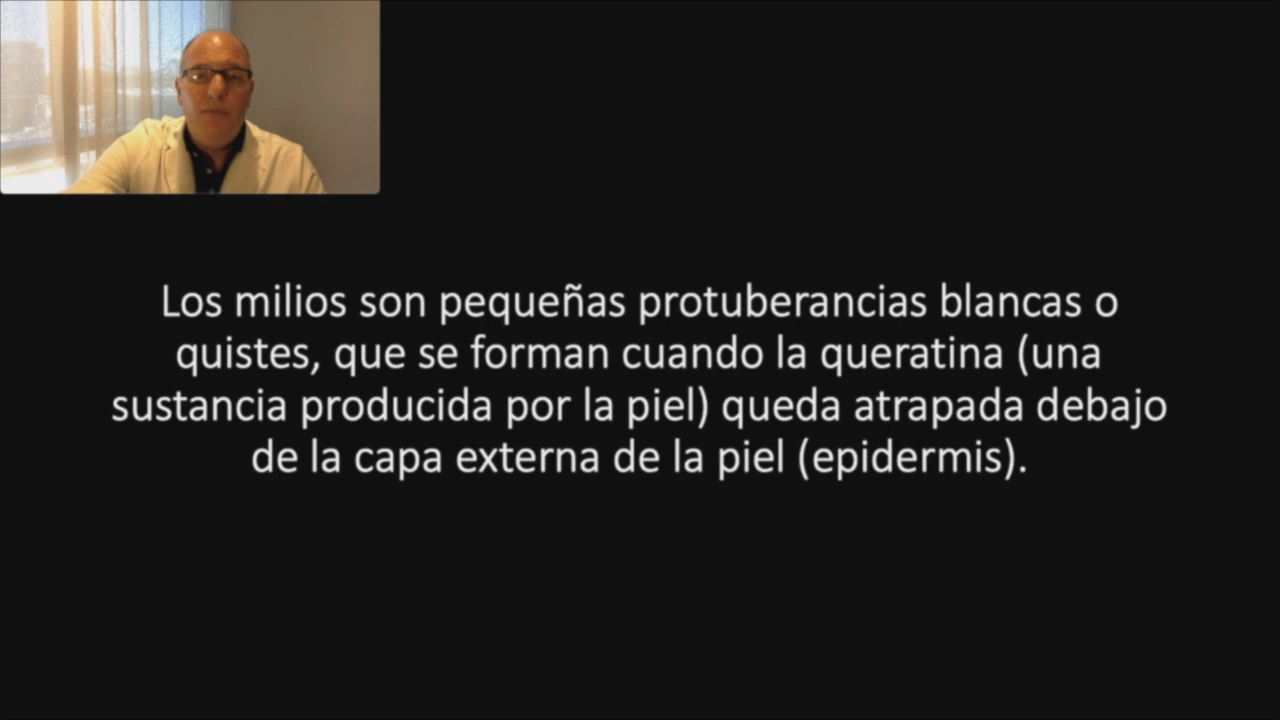 Los milios son pequeñas protuberancias blancas o
quistes, que se forman cuando la queratina (una
sustancia producida por la piel) queda atrapada debajo
de la capa externa de la piel (epidermis).